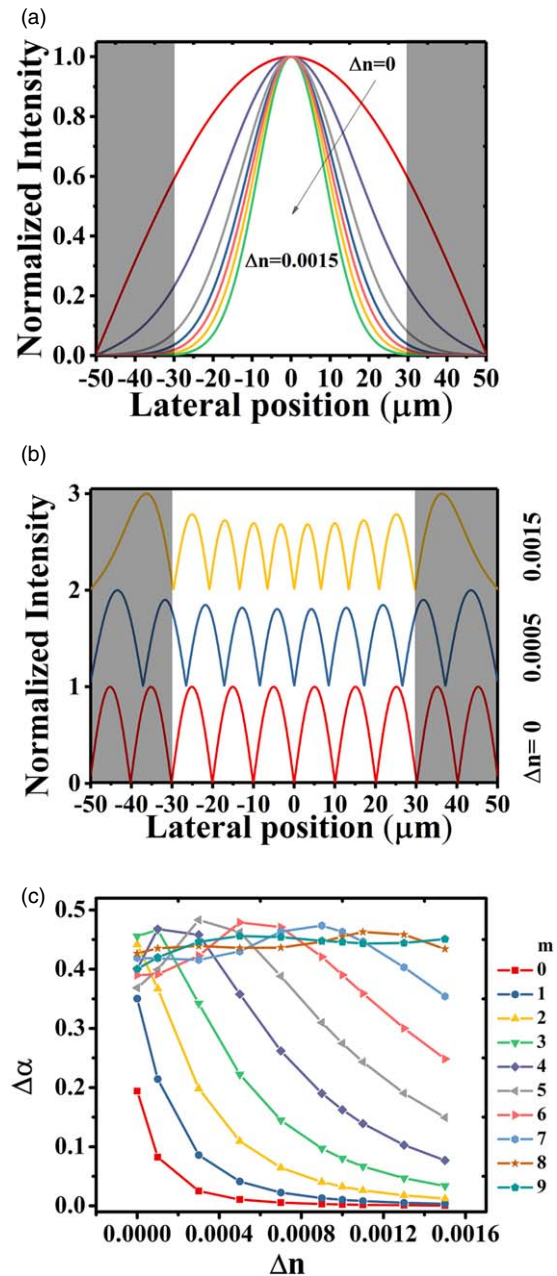 (a)
Normalized Intensity
1.0
0.8
0.6
0.4
0.2
0.0
Δn=0
Δn=0.0015
-50 -40 -30 -20 -10 0 10 20 30 40 50
Lateral position (μm)
(b)
Normalized Intensity
3
2
1
0
0.0015
0.0005
Δn= 0
-50 -40 -30 -20 -10 0 10 20 30 40 50
Lateral position (μm)
(c)
Δα
0.5
0.4
0.3
0.2
0.1
0.0
m
0
1
2
3
4
5
6
7
8
9
0.0000 0.0004 0.0008 0.0012 0.0016
Δn